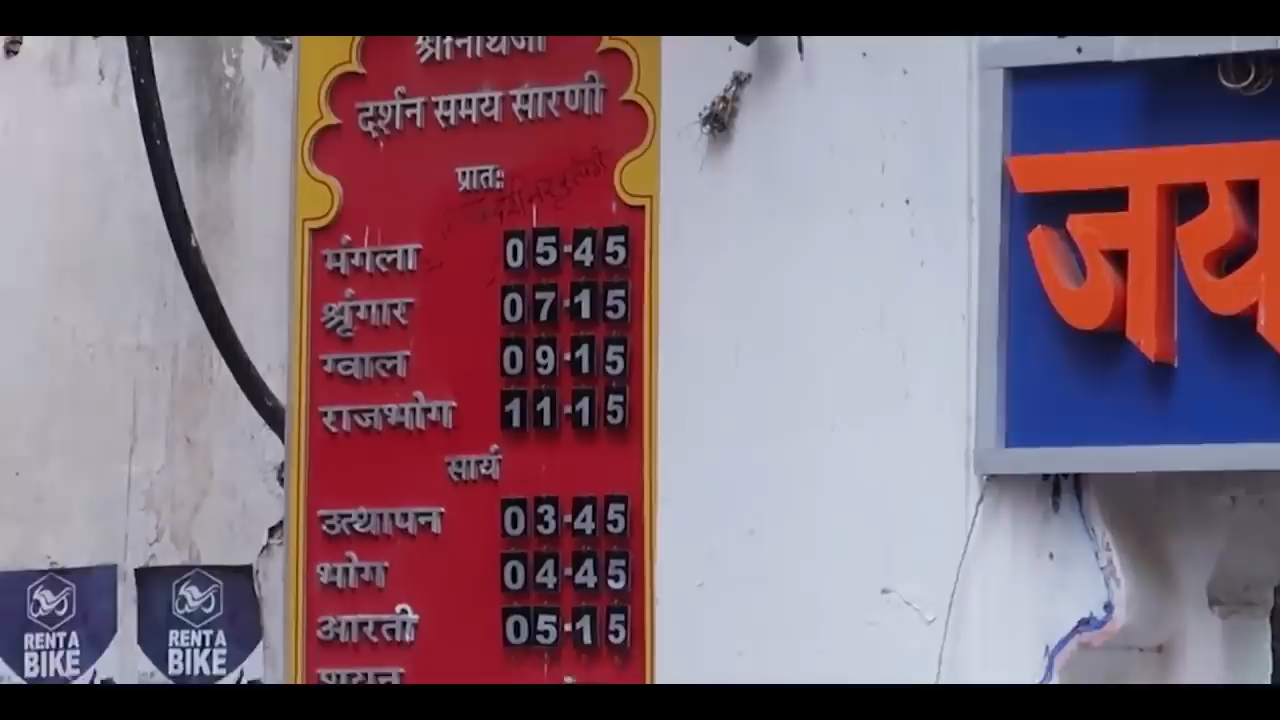 श्रीनाथजी
दर्शन समय सारणी
प्रातः
मंगला 05-45
श्रृंगार 07-15
ग्वाल 09-15
राजभोग 11-15
सायं
उत्थापन 03-45
भोग 04-45
आरती 05-15
शयन
जय
RENT A
BIKE
RENT A
BIKE